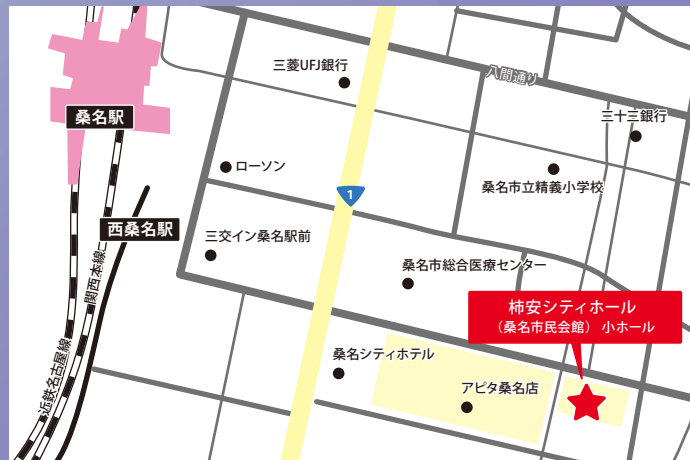 三菱UFJ銀行
八間通り
桑名駅
三十三銀行
ローソン
桑名市立精義小学校
1
西桑名駅
三交イン桑名駅前
桑名市総合医療センター
関西本線
柿安シティホール
（桑名市民会館） 小ホール
近鉄名古屋線
桑名シティホテル
アピタ桑名店